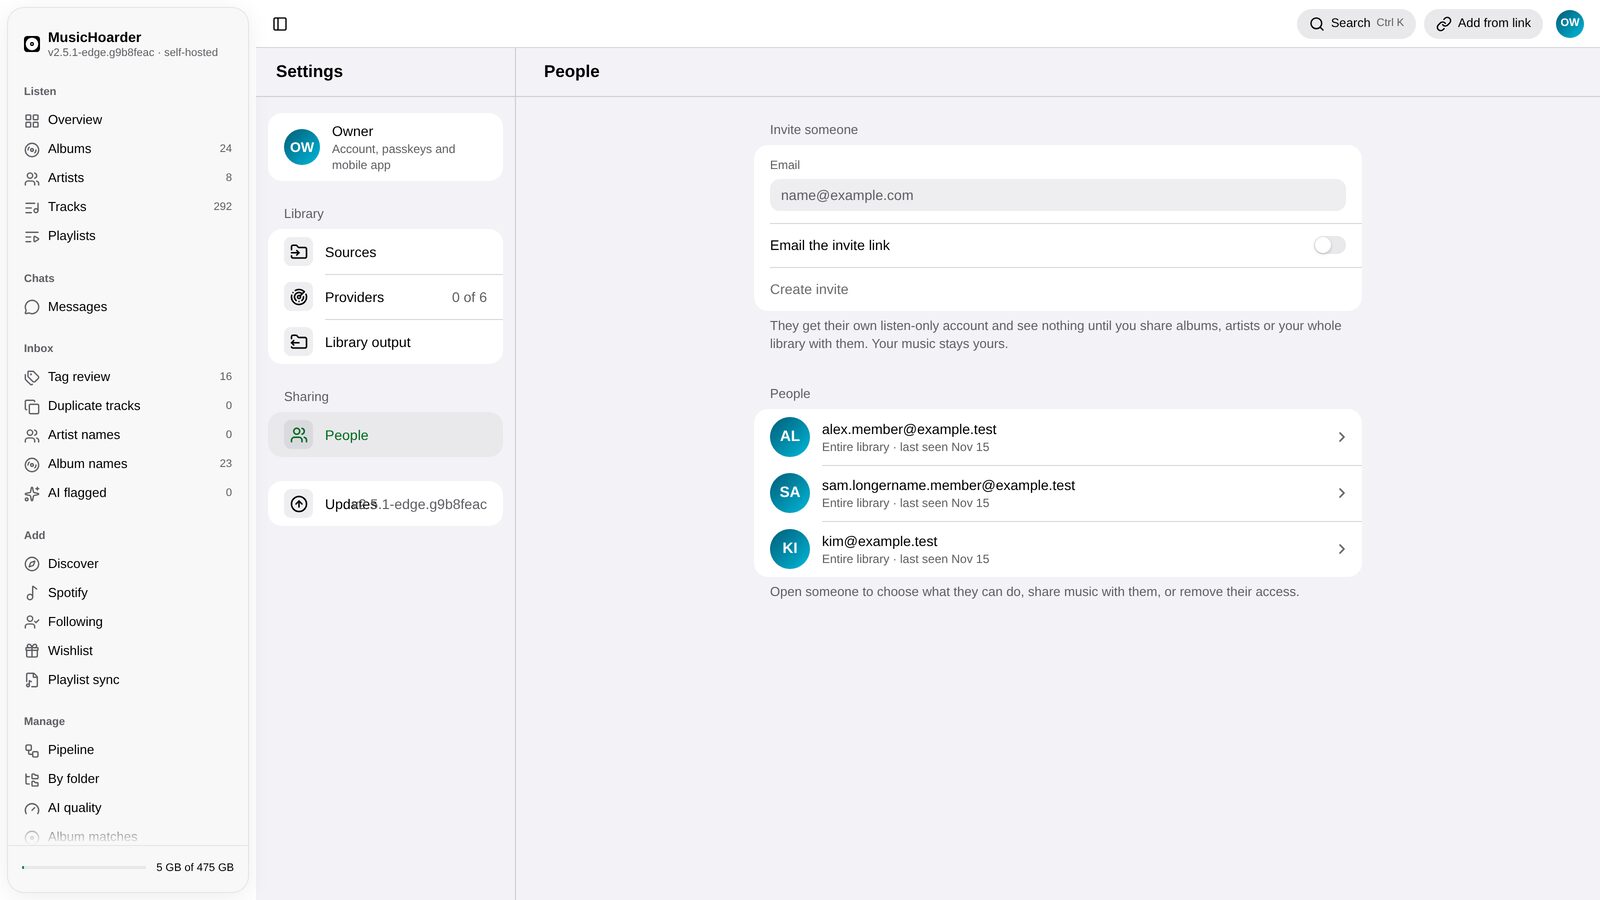 MusicHoarder
v2.5.1-edge.g9b8feac · self-hosted
Listen
Overview
Albums 24
Artists 8
Tracks 292
Playlists
Chats
Messages
Inbox
Tag review 16
Duplicate tracks 0
Artist names 0
Album names 23
AI flagged 0
Add
Discover
Spotify
Following
Wishlist
Playlist sync
Manage
Pipeline
By folder
AI quality
Album matches
5 GB of 475 GB
Search Ctrl K
Add from link
OW
Settings
OW
Owner
Account, passkeys and
mobile app
Library
Sources
Providers 0 of 6
Library output
Sharing
People
Updates .5.1-edge.g9b8feac
People
Invite someone
Email
name@example.com
Email the invite link
Create invite
They get their own listen-only account and see nothing until you share albums, artists or your whole
library with them. Your music stays yours.
People
AL
alex.member@example.test
Entire library · last seen Nov 15
SA
sam.longername.member@example.test
Entire library · last seen Nov 15
KI
kim@example.test
Entire library · last seen Nov 15
Open someone to choose what they can do, share music with them, or remove their access.